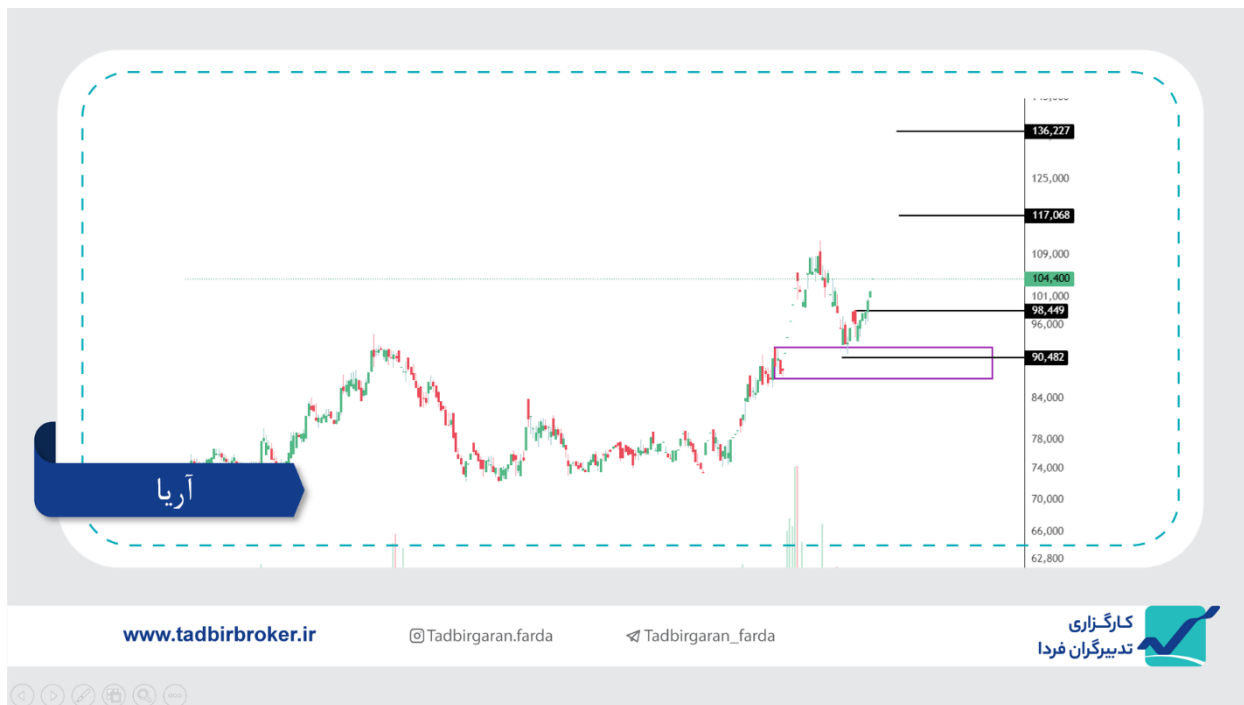 136,227
125,000
117,068
109,000
104,400
101,000
98,449
96,000
90,482
84,000
78,000
74,000
70,000
66,000
62,800
آریا
www.tadbirbroker.ir
Tadbirgaran.farda
Tadbirgaran_farda
کارگـزاری
تدبیرگران فردا